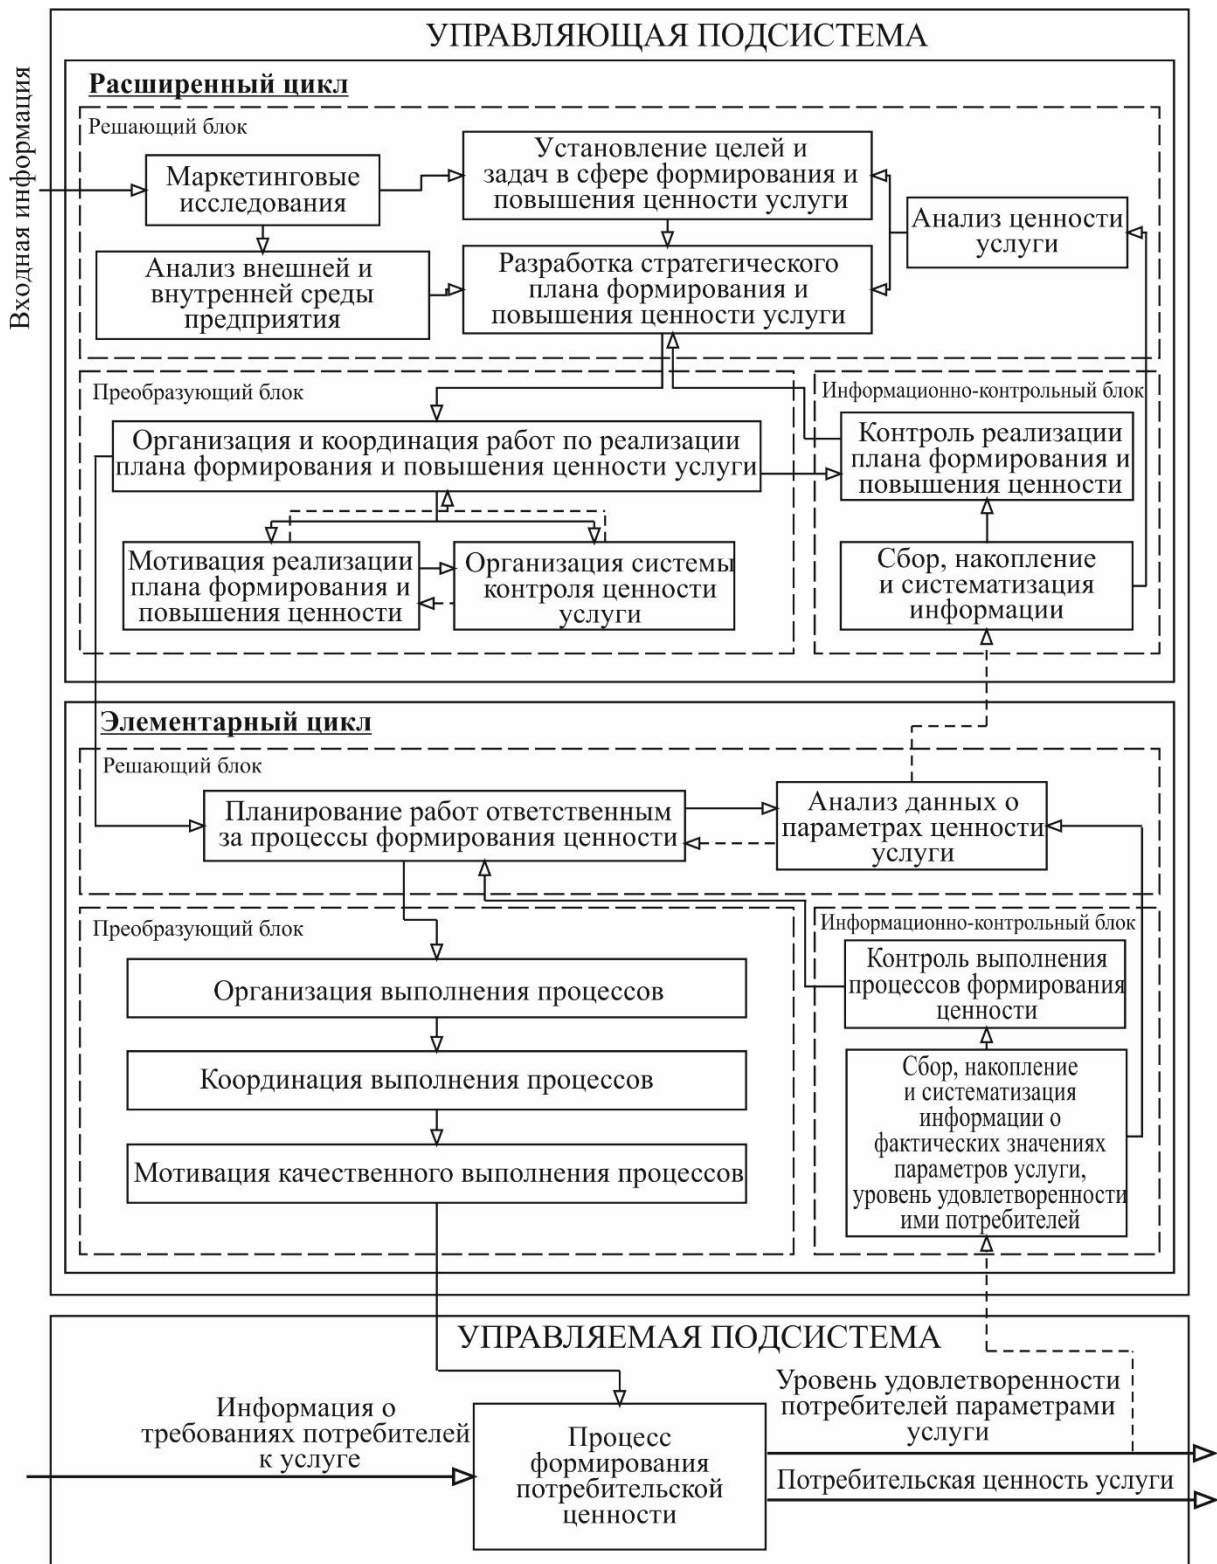 УПРАВЛЯЮЩАЯ ПОДСИСТЕМА
Входная информация
Расширенный цикл
Решающий блок
Маркетинговые
исследования
Установление целей и
задач в сфере формирования и
повышения ценности услуги
Анализ ценности
услуги
Анализ внешней и
внутренней среды
предприятия
Разработка стратегического
плана формирования и
повышения ценности услуги
Преобразующий блок
Организация и координация работ по реализации
плана формирования и повышения ценности услуги
Мотивация реализации
плана формирования и
повышения ценности
Организация системы
контроля ценности
услуги
Информационно-контрольный блок
Контроль реализации
плана формирования и
повышения ценности
Сбор, накопление
и систематизация
информации
Элементарный цикл
Решающий блок
Планирование работ ответственным
за процессы формирования ценности
Анализ данных о
параметрах ценности
услуги
Преобразующий блок
Организация выполнения процессов
Координация выполнения процессов
Мотивация качественного выполнения процессов
Информационно-контрольный блок
Контроль выполнения
процессов формирования
ценности
Сбор, накопление
и систематизация
информации о
фактических значениях
параметров услуги,
уровень удовлетворенности
ими потребителей
УПРАВЛЯЕМАЯ ПОДСИСТЕМА
Информация о
требованиях потребителей
к услуге
Процесс
формирования
потребительской
ценности
Уровень удовлетворенности
потребителей параметрами
услуги
Потребительская ценность услуги